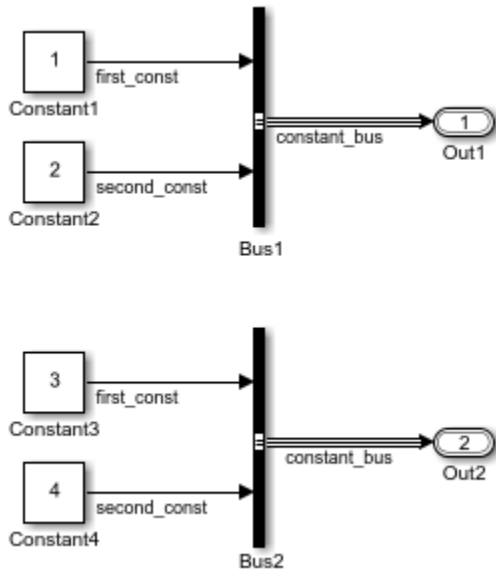 1
first_const
Constant1
constant_bus
1
Out1
2
second_const
Constant2
Bus1
3
first_const
Constant3
constant_bus
2
Out2
4
second_const
Constant4
Bus2